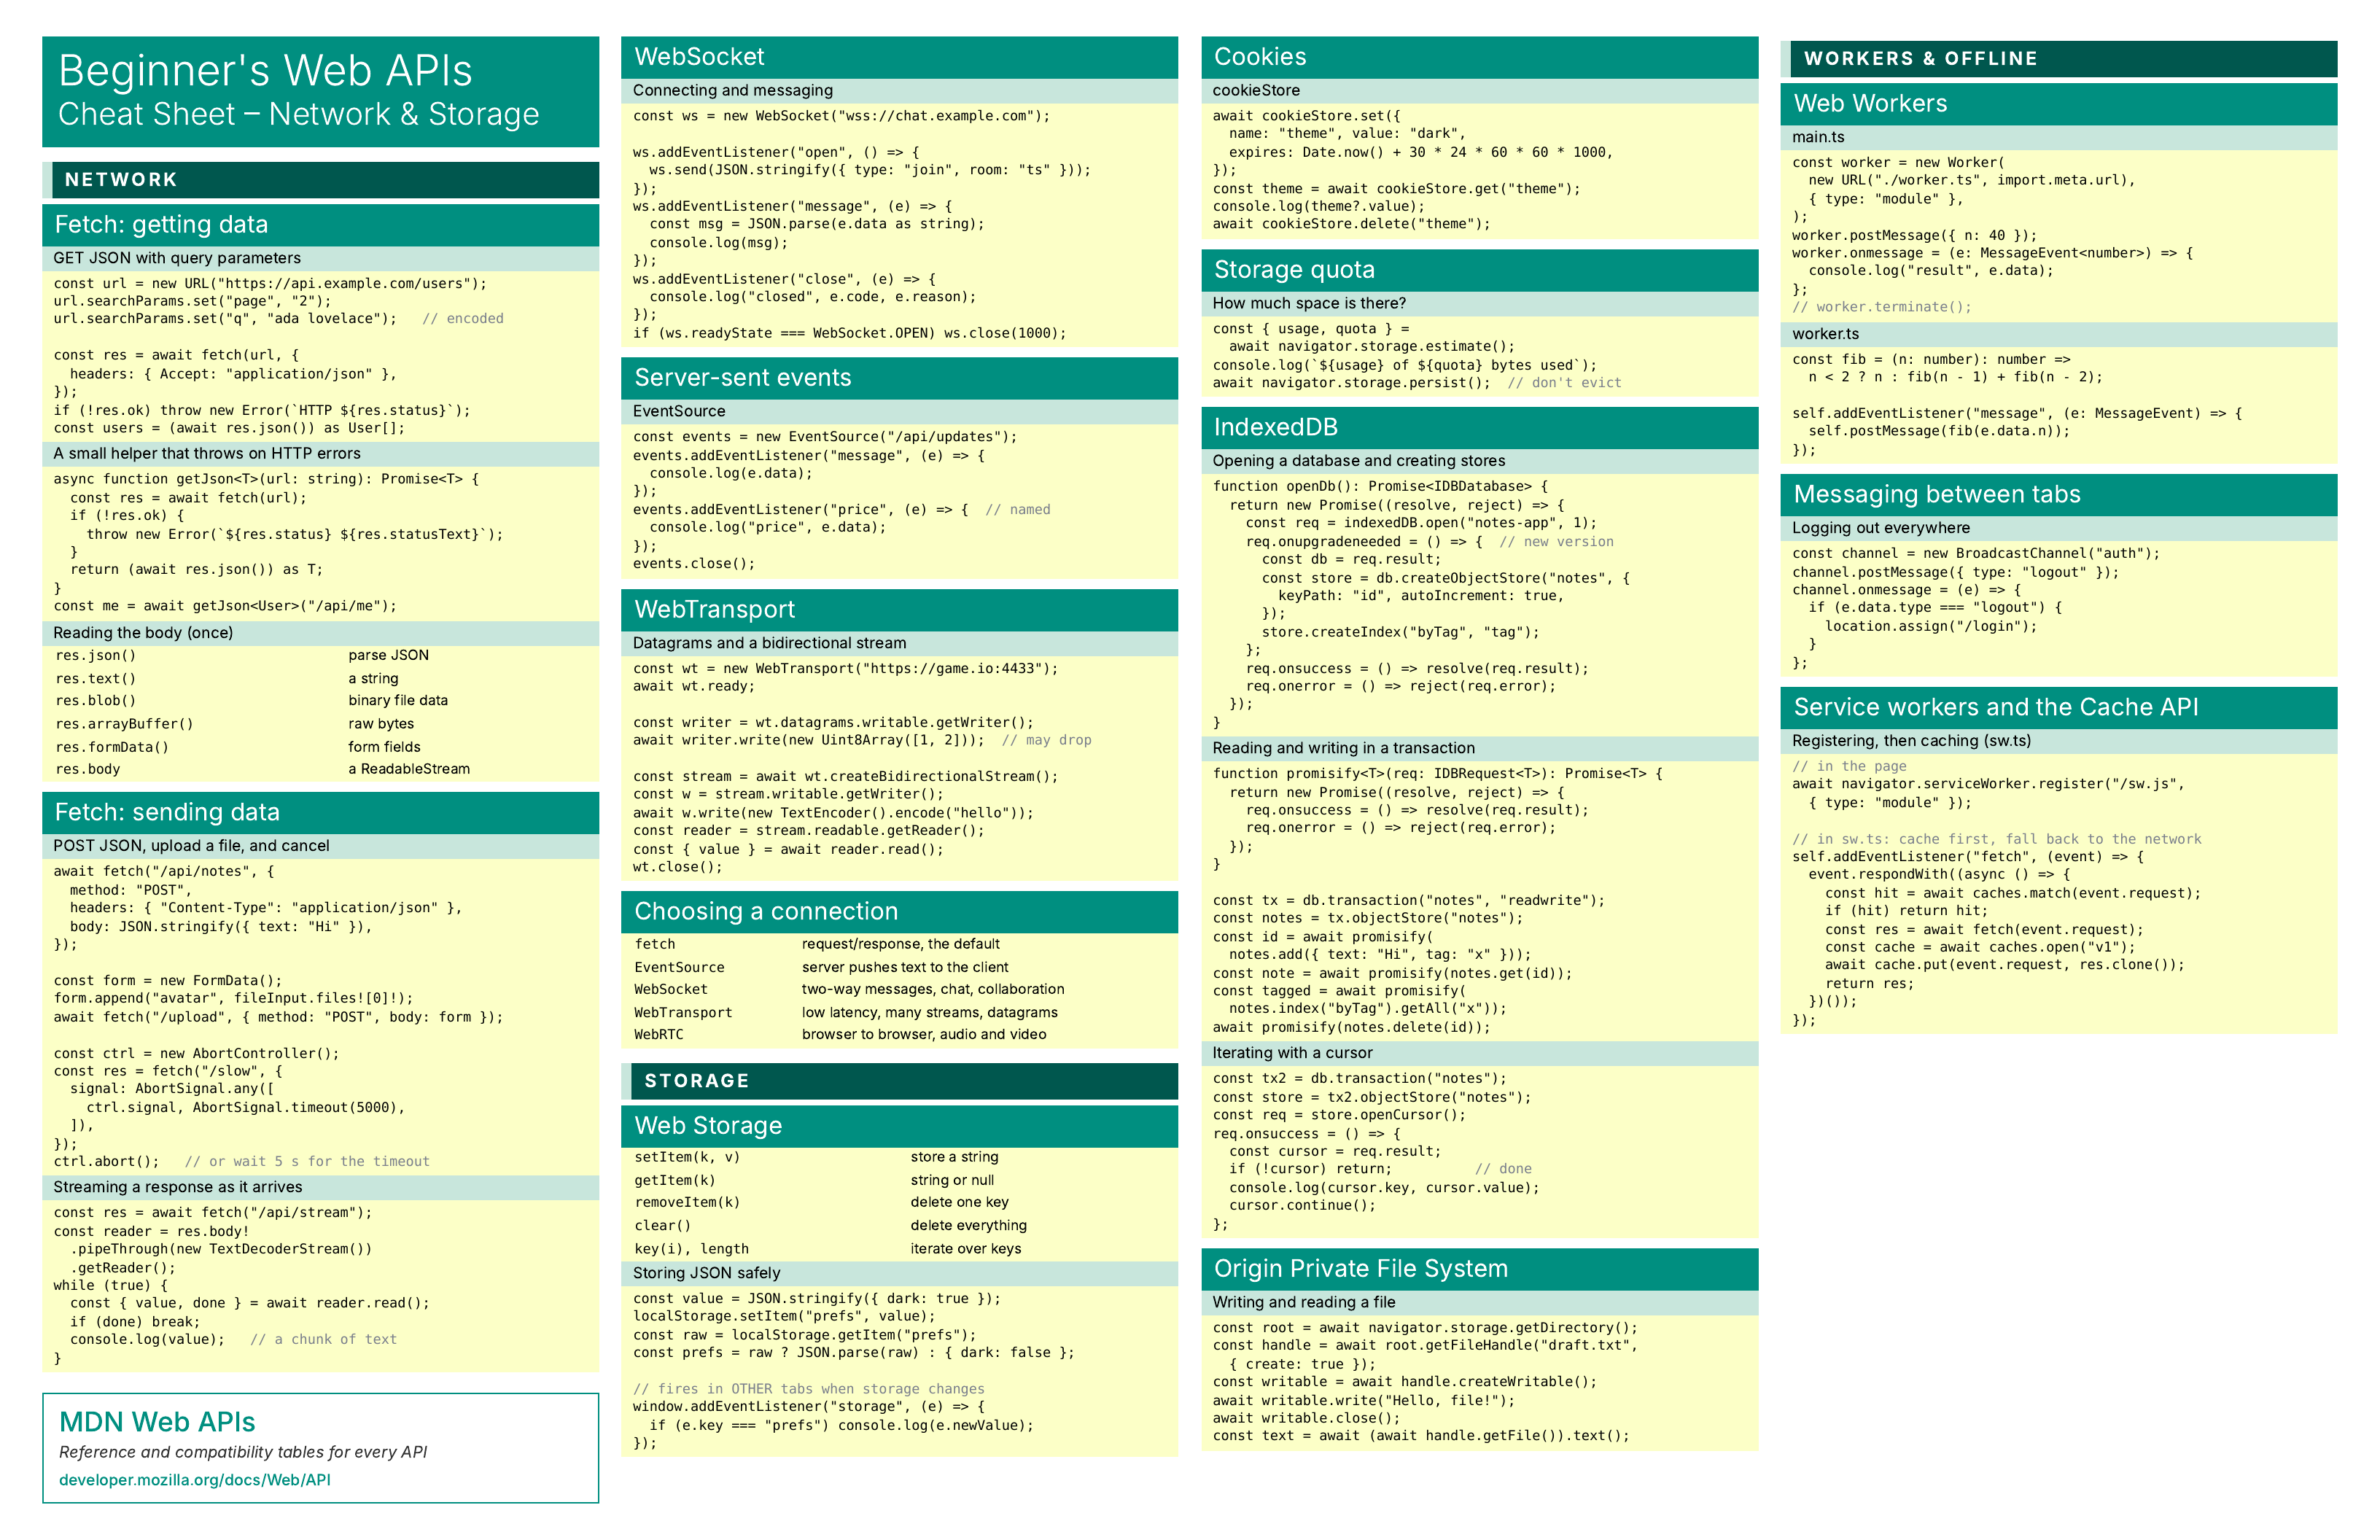 Beginner's Web APIs
Cheat Sheet – Network & Storage
NETWORK
Fetch: getting data
GET JSON with query parameters
const url = new URL("https://api.example.com/users");
url.searchParams.set("page", "2");
url.searchParams.set("q", "ada lovelace");   // encoded

const res = await fetch(url, {
  headers: { Accept: "application/json" },
});
if (!res.ok) throw new Error(`HTTP ${res.status}`);
const users = (await res.json()) as User[];
A small helper that throws on HTTP errors
async function getJson<T>(url: string): Promise<T> {
  const res = await fetch(url);
  if (!res.ok) {
    throw new Error(`${res.status} ${res.statusText}`);
  }
  return (await res.json()) as T;
}
const me = await getJson<User>("/api/me");
Reading the body (once)
res.json() parse JSON
res.text() a string
res.blob() binary file data
res.arrayBuffer() raw bytes
res.formData() form fields
res.body a ReadableStream
Fetch: sending data
POST JSON, upload a file, and cancel
await fetch("/api/notes", {
  method: "POST",
  headers: { "Content-Type": "application/json" },
  body: JSON.stringify({ text: "Hi" }),
});

const form = new FormData();
form.append("avatar", fileInput.files![0]!);
await fetch("/upload", { method: "POST", body: form });

const ctrl = new AbortController();
const res = fetch("/slow", {
  signal: AbortSignal.any([
    ctrl.signal, AbortSignal.timeout(5000),
  ]),
});
ctrl.abort();   // or wait 5 s for the timeout
Streaming a response as it arrives
const res = await fetch("/api/stream");
const reader = res.body!
  .pipeThrough(new TextDecoderStream())
  .getReader();
while (true) {
  const { value, done } = await reader.read();
  if (done) break;
  console.log(value);   // a chunk of text
}
MDN Web APIs
Reference and compatibility tables for every API
developer.mozilla.org/docs/Web/API
WebSocket
Connecting and messaging
const ws = new WebSocket("wss://chat.example.com");

ws.addEventListener("open", () => {
  ws.send(JSON.stringify({ type: "join", room: "ts" }));
});
ws.addEventListener("message", (e) => {
  const msg = JSON.parse(e.data as string);
  console.log(msg);
});
ws.addEventListener("close", (e) => {
  console.log("closed", e.code, e.reason);
});
if (ws.readyState === WebSocket.OPEN) ws.close(1000);
Server-sent events
EventSource
const events = new EventSource("/api/updates");
events.addEventListener("message", (e) => {
  console.log(e.data);
});
events.addEventListener("price", (e) => {  // named
  console.log("price", e.data);
});
events.close();
WebTransport
Datagrams and a bidirectional stream
const wt = new WebTransport("https://game.io:4433");
await wt.ready;

const writer = wt.datagrams.writable.getWriter();
await writer.write(new Uint8Array([1, 2]));  // may drop

const stream = await wt.createBidirectionalStream();
const w = stream.writable.getWriter();
await w.write(new TextEncoder().encode("hello"));
const reader = stream.readable.getReader();
const { value } = await reader.read();
wt.close();
Choosing a connection
fetch request/response, the default
EventSource server pushes text to the client
WebSocket two-way messages, chat, collaboration
WebTransport low latency, many streams, datagrams
WebRTC browser to browser, audio and video
STORAGE
Web Storage
setItem(k, v) store a string
getItem(k) string or null
removeItem(k) delete one key
clear() delete everything
key(i), length iterate over keys
Storing JSON safely
const value = JSON.stringify({ dark: true });
localStorage.setItem("prefs", value);
const raw = localStorage.getItem("prefs");
const prefs = raw ? JSON.parse(raw) : { dark: false };

// fires in OTHER tabs when storage changes
window.addEventListener("storage", (e) => {
  if (e.key === "prefs") console.log(e.newValue);
});
Cookies
cookieStore
await cookieStore.set({
  name: "theme", value: "dark",
  expires: Date.now() + 30 * 24 * 60 * 60 * 1000,
});
const theme = await cookieStore.get("theme");
console.log(theme?.value);
await cookieStore.delete("theme");
Storage quota
How much space is there?
const { usage, quota } =
  await navigator.storage.estimate();
console.log(`${usage} of ${quota} bytes used`);
await navigator.storage.persist();  // don't evict
IndexedDB
Opening a database and creating stores
function openDb(): Promise<IDBDatabase> {
  return new Promise((resolve, reject) => {
    const req = indexedDB.open("notes-app", 1);
    req.onupgradeneeded = () => {  // new version
      const db = req.result;
      const store = db.createObjectStore("notes", {
        keyPath: "id", autoIncrement: true,
      });
      store.createIndex("byTag", "tag");
    };
    req.onsuccess = () => resolve(req.result);
    req.onerror = () => reject(req.error);
  });
}
Reading and writing in a transaction
function promisify<T>(req: IDBRequest<T>): Promise<T> {
  return new Promise((resolve, reject) => {
    req.onsuccess = () => resolve(req.result);
    req.onerror = () => reject(req.error);
  });
}

const tx = db.transaction("notes", "readwrite");
const notes = tx.objectStore("notes");
const id = await promisify(
  notes.add({ text: "Hi", tag: "x" }));
const note = await promisify(notes.get(id));
const tagged = await promisify(
  notes.index("byTag").getAll("x"));
await promisify(notes.delete(id));
Iterating with a cursor
const tx2 = db.transaction("notes");
const store = tx2.objectStore("notes");
const req = store.openCursor();
req.onsuccess = () => {
  const cursor = req.result;
  if (!cursor) return;          // done
  console.log(cursor.key, cursor.value);
  cursor.continue();
};
Origin Private File System
Writing and reading a file
const root = await navigator.storage.getDirectory();
const handle = await root.getFileHandle("draft.txt",
  { create: true });
const writable = await handle.createWritable();
await writable.write("Hello, file!");
await writable.close();
const text = await (await handle.getFile()).text();
WORKERS & OFFLINE
Web Workers
main.ts
const worker = new Worker(
  new URL("./worker.ts", import.meta.url),
  { type: "module" },
);
worker.postMessage({ n: 40 });
worker.onmessage = (e: MessageEvent<number>) => {
  console.log("result", e.data);
};
// worker.terminate();
worker.ts
const fib = (n: number): number =>
  n < 2 ? n : fib(n - 1) + fib(n - 2);

self.addEventListener("message", (e: MessageEvent) => {
  self.postMessage(fib(e.data.n));
});
Messaging between tabs
Logging out everywhere
const channel = new BroadcastChannel("auth");
channel.postMessage({ type: "logout" });
channel.onmessage = (e) => {
  if (e.data.type === "logout") {
    location.assign("/login");
  }
};
Service workers and the Cache API
Registering, then caching (sw.ts)
// in the page
await navigator.serviceWorker.register("/sw.js",
  { type: "module" });

// in sw.ts: cache first, fall back to the network
self.addEventListener("fetch", (event) => {
  event.respondWith((async () => {
    const hit = await caches.match(event.request);
    if (hit) return hit;
    const res = await fetch(event.request);
    const cache = await caches.open("v1");
    await cache.put(event.request, res.clone());
    return res;
  })());
});